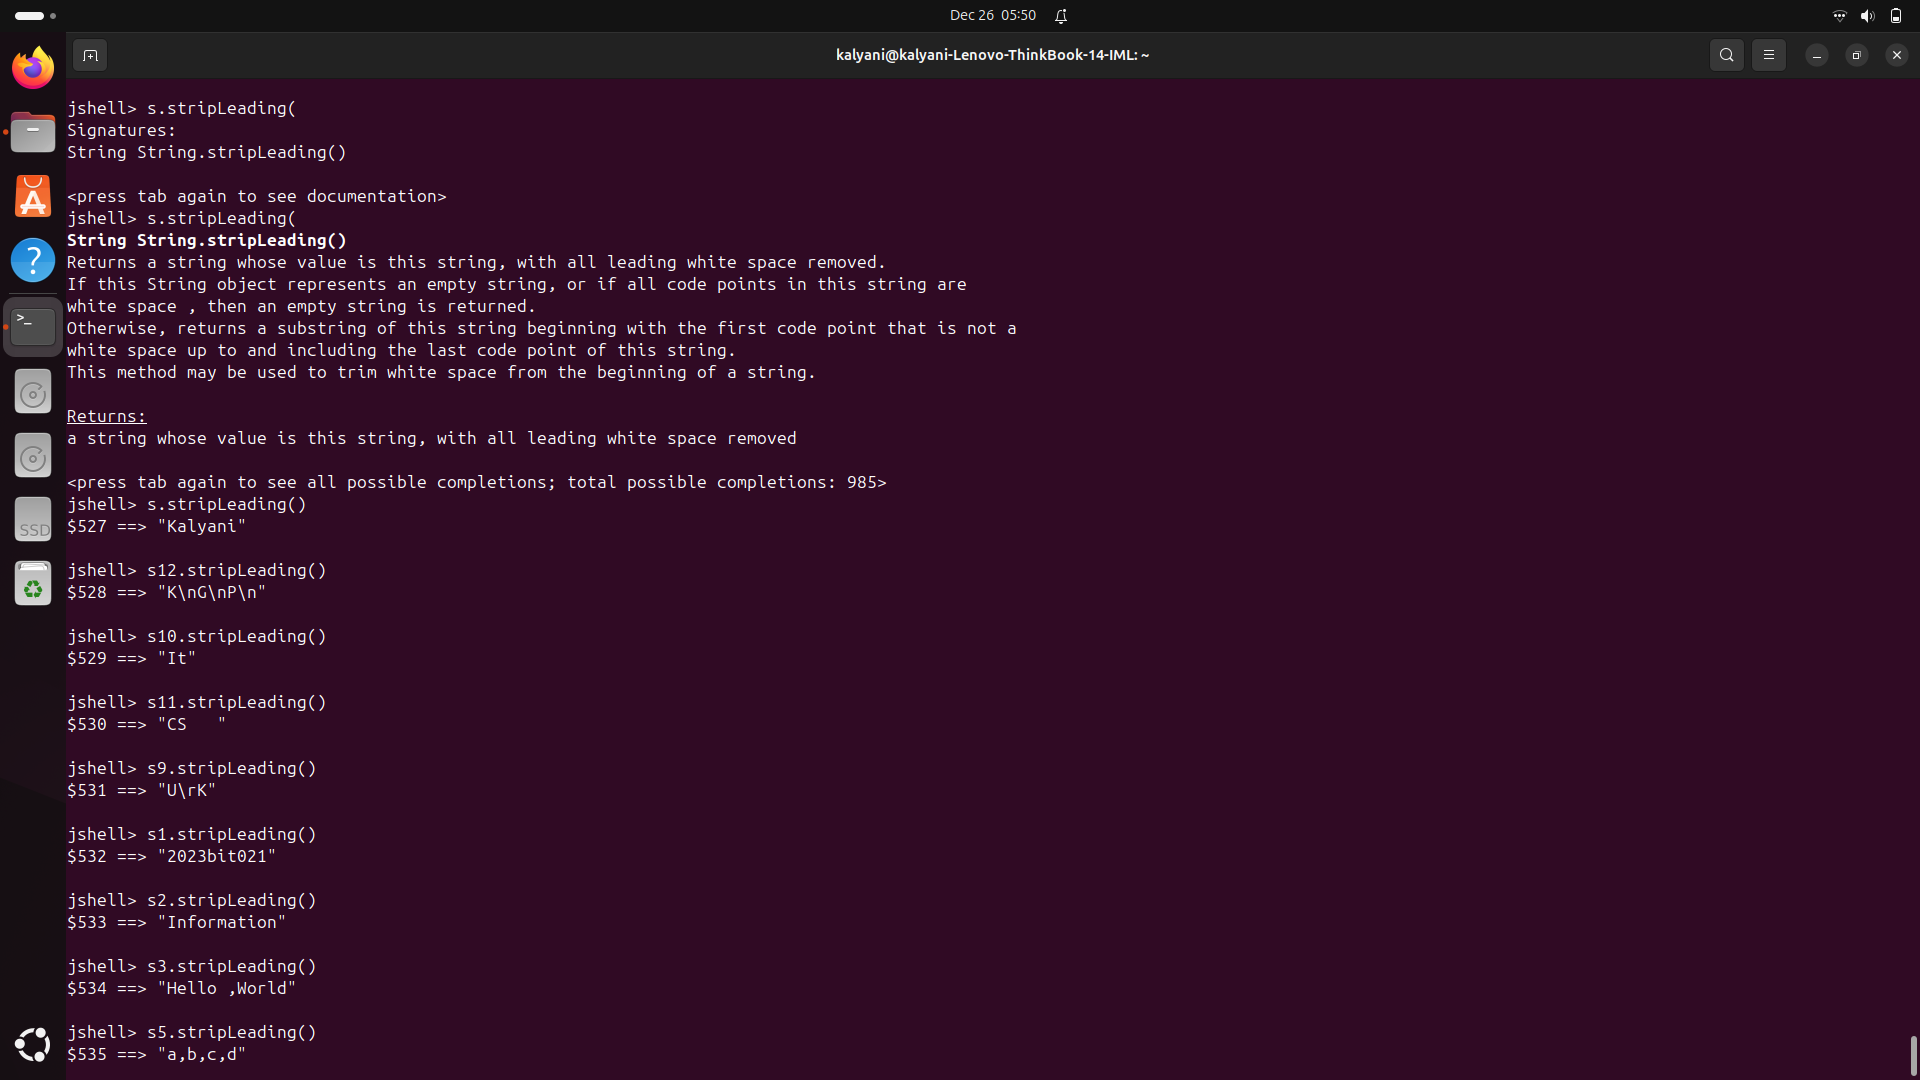 Dec 26 05:50
kalyani@kalyani-Lenovo-ThinkBook-14-IML: ~
jshell> s.stripLeading(
Signatures:
String String.stripLeading()
<press tab again to see documentation>
jshell> s.stripLeading(
String String.stripLeading()
Returns a string whose value is this string, with all leading white space removed.
If this String object represents an empty string, or if all code points in this string are
white space , then an empty string is returned.
Otherwise, returns a substring of this string beginning with the first code point that is not a
white space up to and including the last code point of this string.
This method may be used to trim white space from the beginning of a string.
Returns:
a string whose value is this string, with all leading white space removed
<press tab again to see all possible completions; total possible completions: 985>
jshell> s.stripLeading()
$527 ==> "Kalyani"
jshell> s12.stripLeading()
$528 ==> "K\nG\nP\n"
jshell> s10.stripLeading()
$529 ==> "It"
jshell> s11.stripLeading()
$530 ==> "CS   "
jshell> s9.stripLeading()
$531 ==> "U\rK"
jshell> s1.stripLeading()
$532 ==> "2023bit021"
jshell> s2.stripLeading()
$533 ==> "Information"
jshell> s3.stripLeading()
$534 ==> "Hello ,World"
jshell> s5.stripLeading()
$535 ==> "a,b,c,d"
SSD